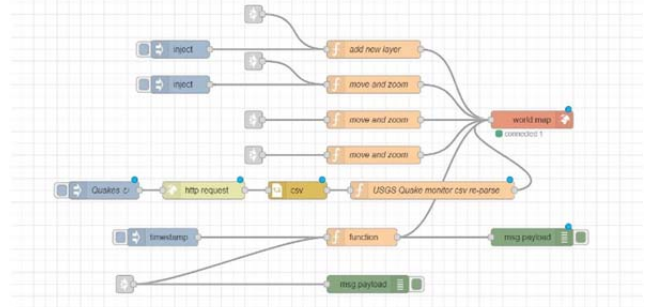 inject
add new layer
inject
move and zoom
move and zoom
world map
connected 1
move and zoom
Quakes
http request
csv
USGS Quake monitor csv re-parse
timestamp
function
msg.payload
msg.payload